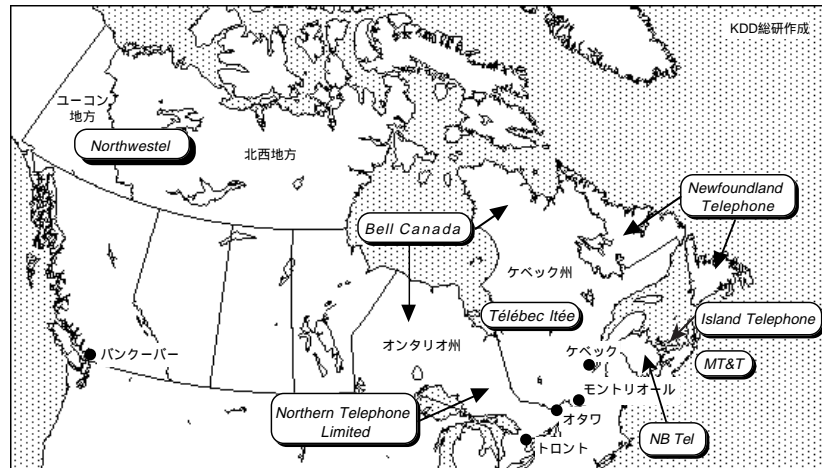 KDD総研作成
ユーコン
地方
Northwestel
北西地方
Newfoundland
Telephone
Bell Canada
ケベック州
Télébec ltée
Island Telephone
オンタリオ州
ケベック
バンクーバー
MT&T
モントリオール
Northern Telephone
Limited
オタワ
NB Tel
トロント